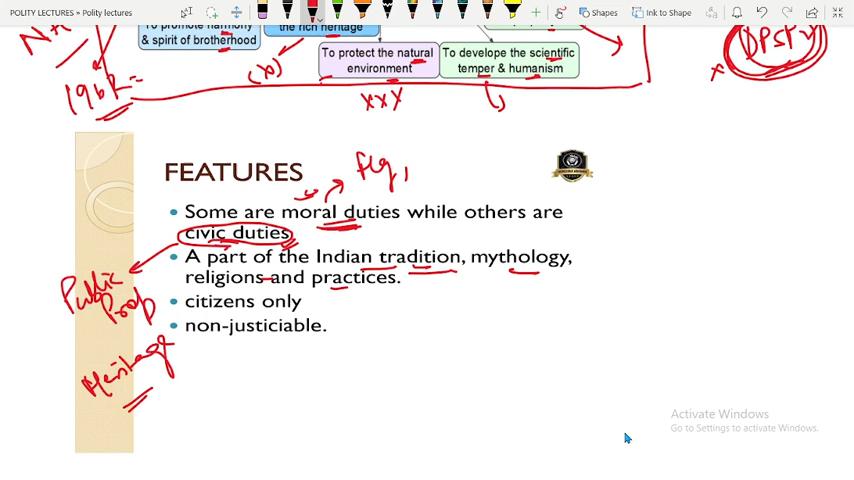 POLITY LECTURES » Polity lectures
Shapes
Ink to Shape
& spirit of brotherhood
the rich heritage
(b)
To protect the natural
environment
To develop the scientific
temper & humanism
DPSP
x
XXX
FEATURES
flg,
Some are moral duties while others are
civic duties
A part of the Indian tradition, mythology,
religions and practices.
citizens only
non-justiciable.
Public
Prop
Heritage
Activate Windows
Go to Settings to activate Windows.